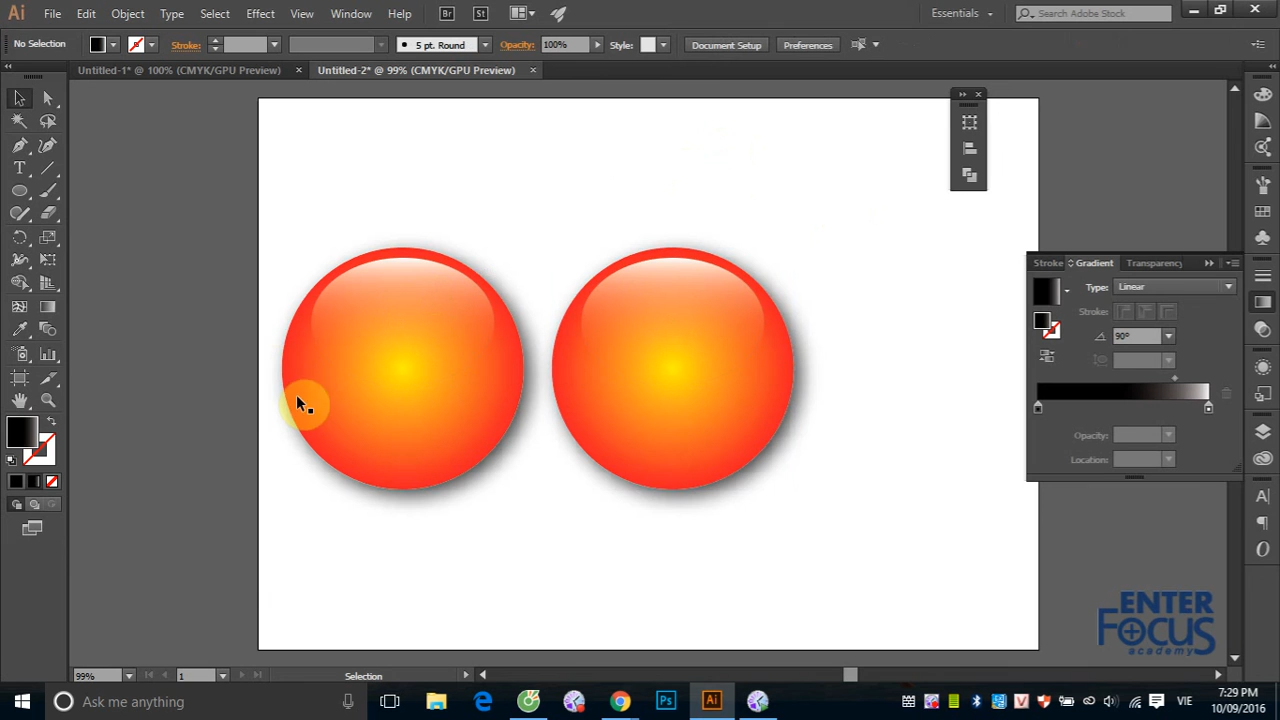 Ai File Edit Object Type Select Effect View Window Help Br St Essentials Search Adobe Stock
No Selection Stroke: 5 pt. Round Opacity: 100% Style: Document Setup Preferences
Untitled-1* @ 100% (CMYK/GPU Preview) Untitled-2* @ 99% (CMYK/GPU Preview)
Stroke Gradient Transparency
Type: Linear
Stroke:
90°
Opacity:
Location:
ENTER
FOCUS
academy
99% 1 Selection
Ask me anything Ps Ai VIE 7:29 PM
10/09/2016